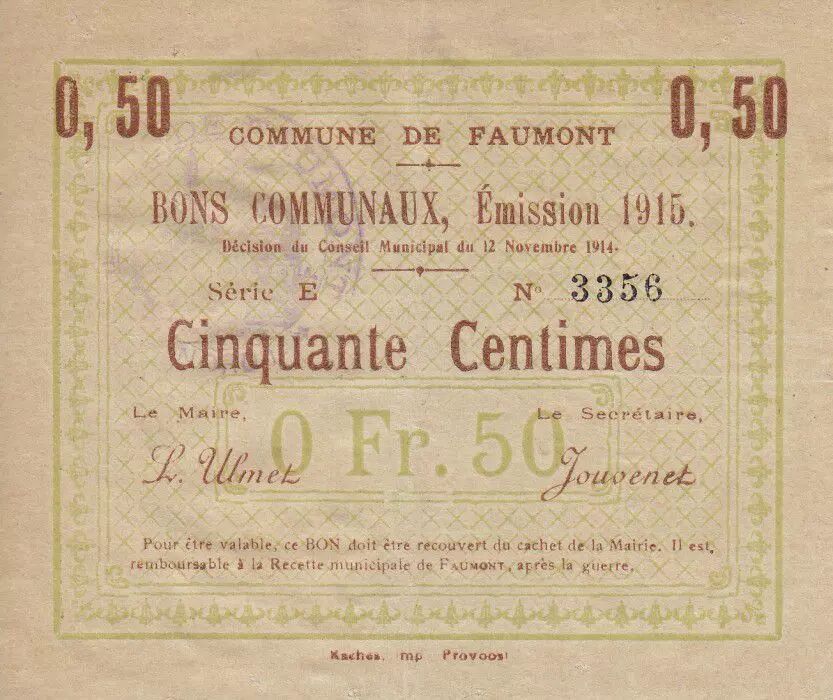 0,50 0,50
COMMUNE DE FAUMONT
BONS COMMUNAUX, Émission 1915.
Décision du Conseil Municipal du 12 Novembre 1914.
Série E N° 3356
Cinquante Centimes
Le Maire, Le Secrétaire,
0 Fr. 50
L. Ulmet Jouvenet
Pour être valable, ce BON doit être recouvert du cachet de la Mairie. Il est,
remboursable à la Recette municipale de FAUMONT, après la guerre.
Raches, mp Provoost